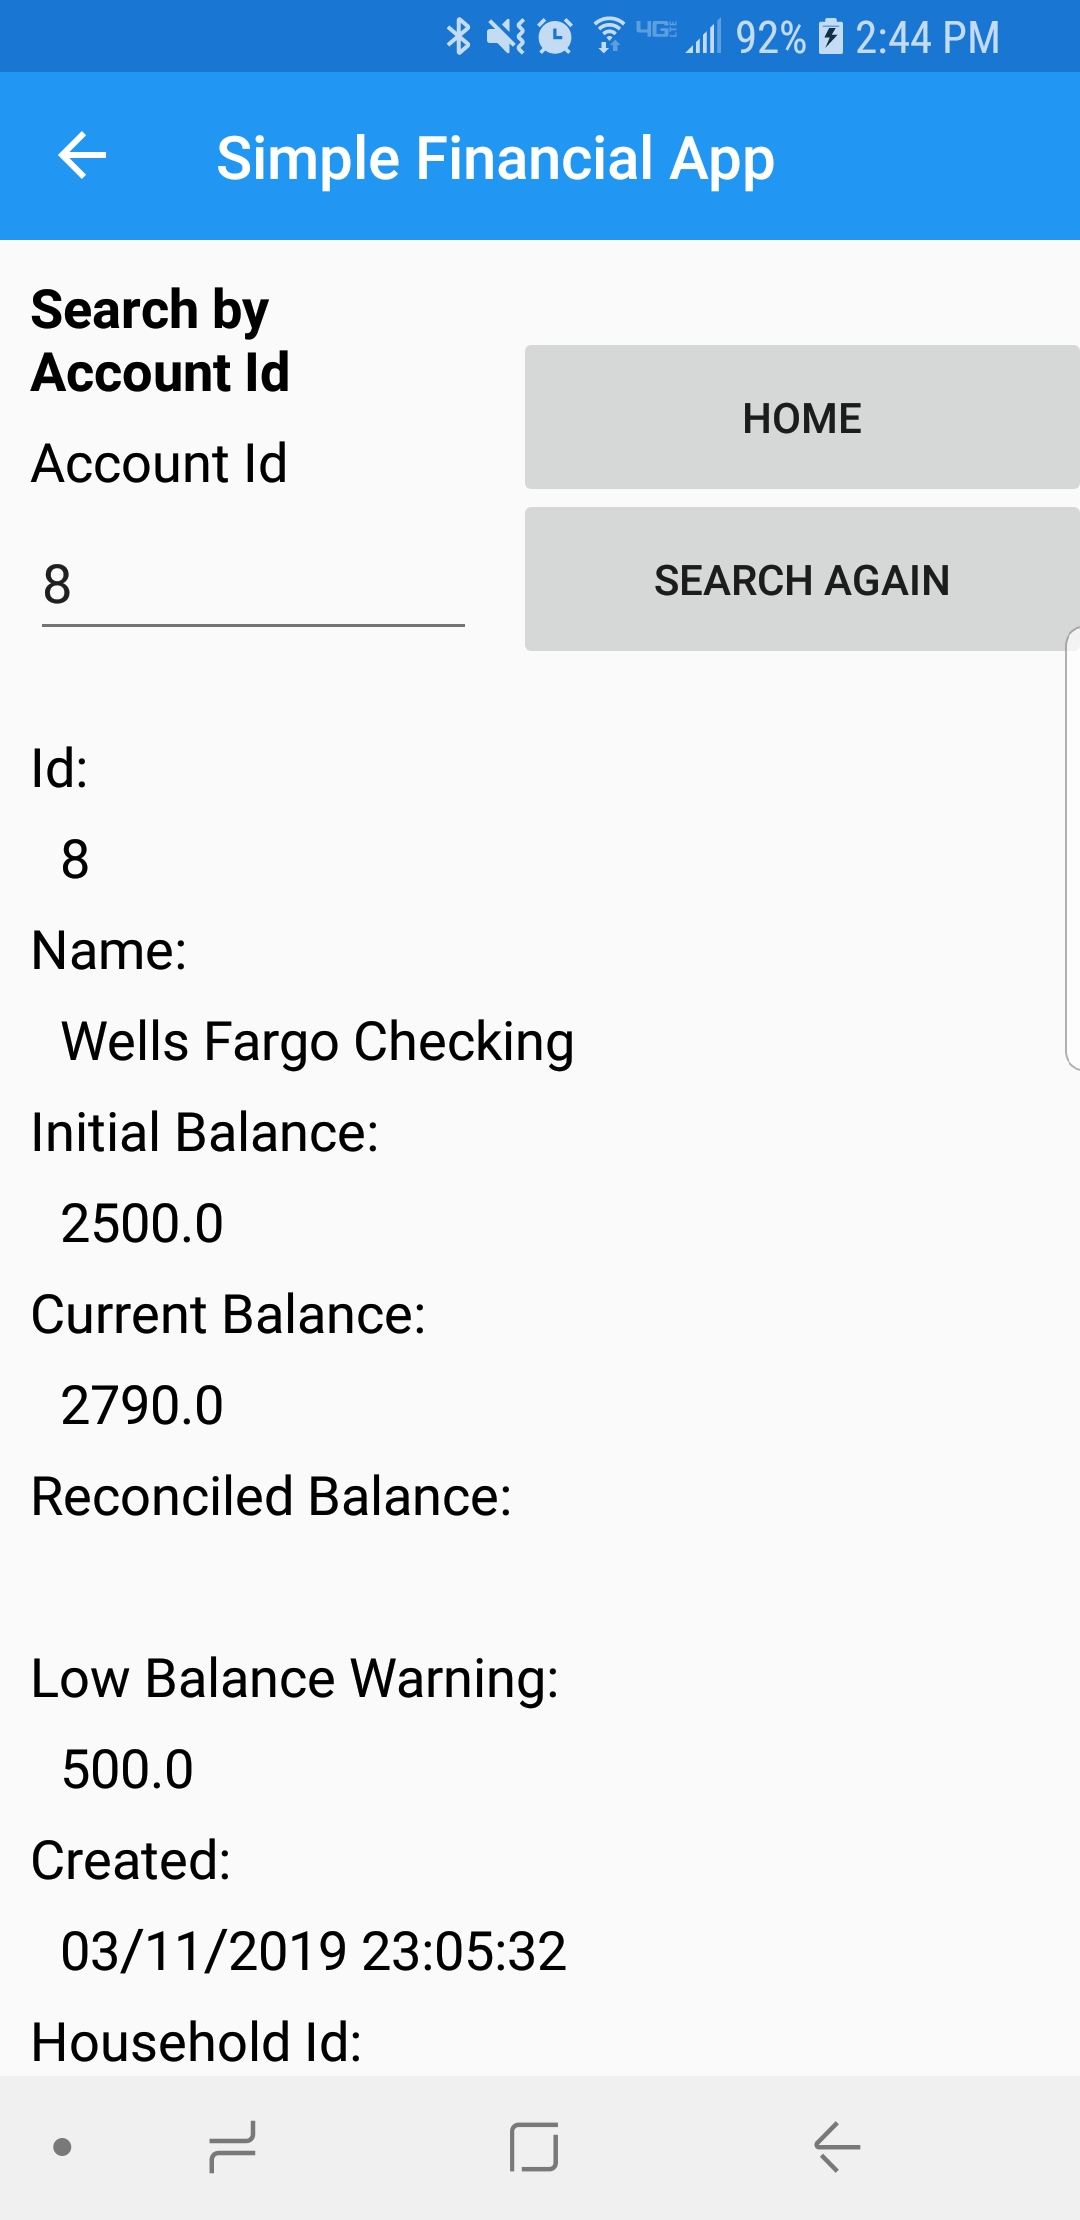 92% 2:44 PM
Simple Financial App
Search by
Account Id
HOME
Account Id
8
SEARCH AGAIN
Id:
8
Name:
Wells Fargo Checking
Initial Balance:
2500.0
Current Balance:
2790.0
Reconciled Balance:
Low Balance Warning:
500.0
Created:
03/11/2019 23:05:32
Household Id: